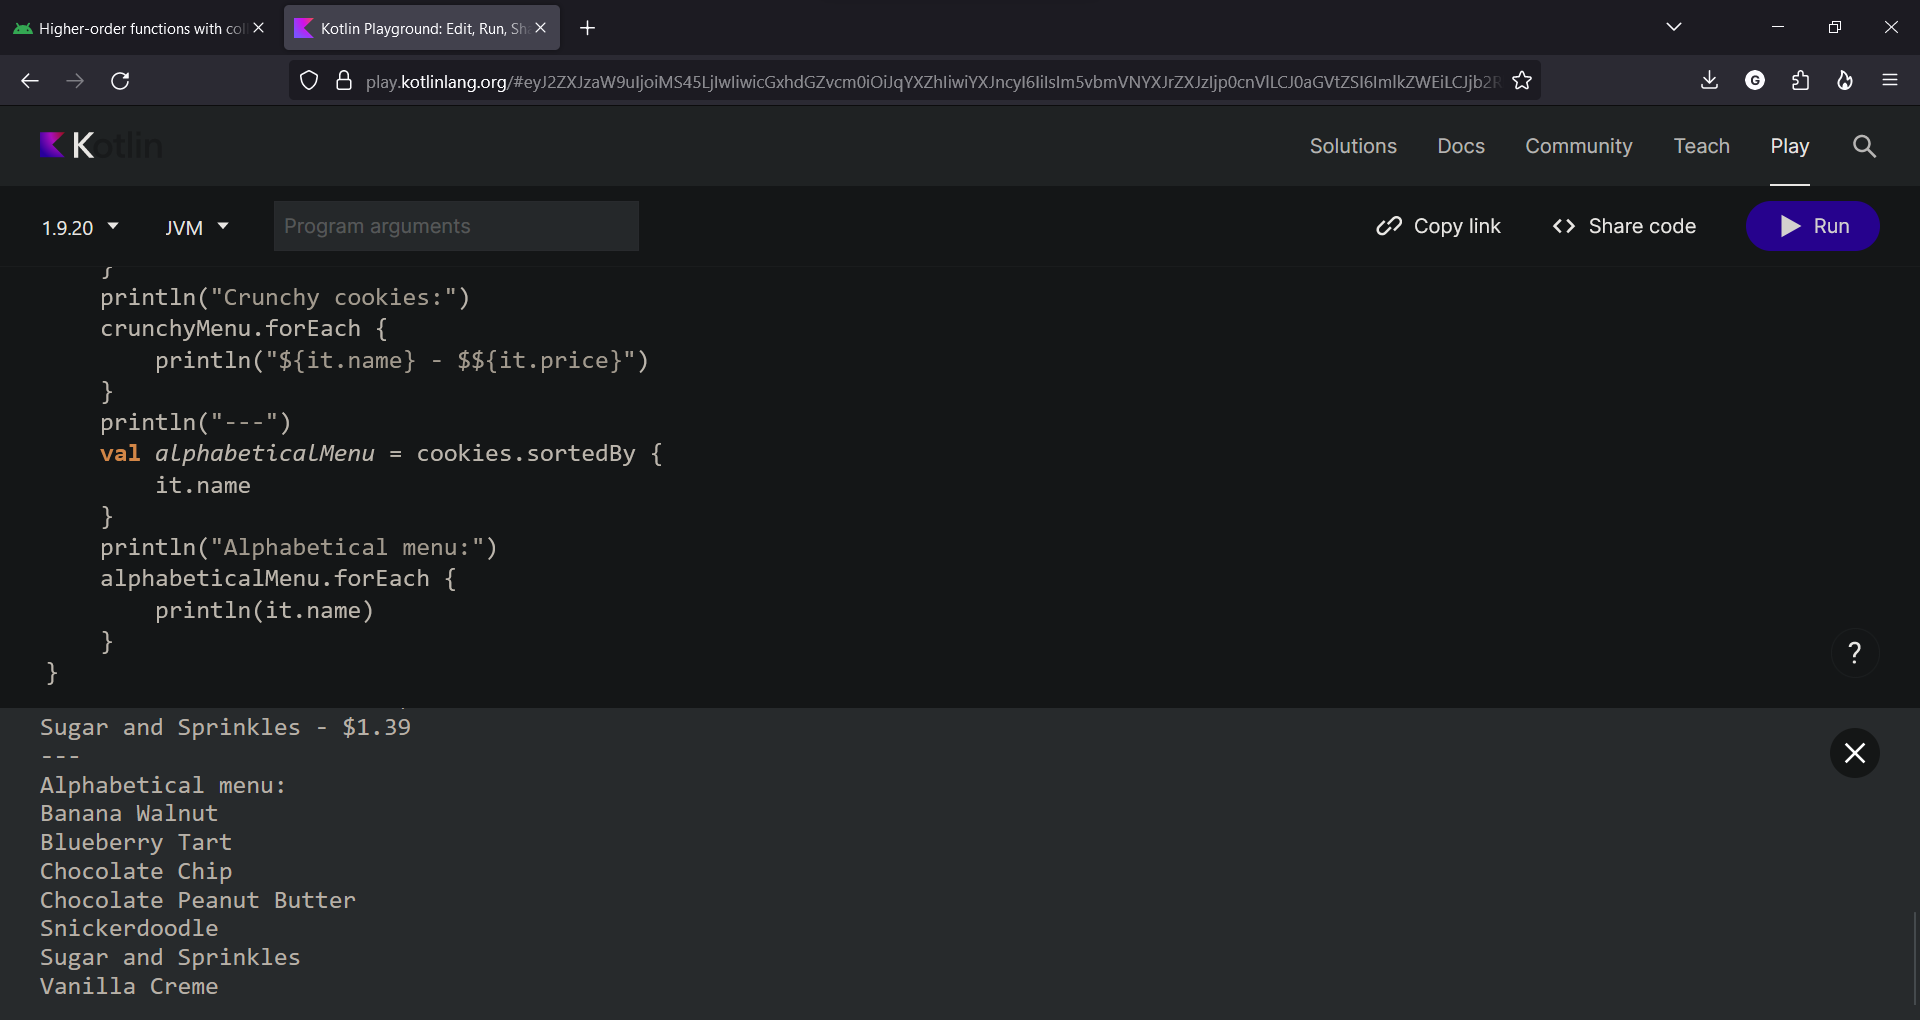 Higher-order functions with col
Kotlin Playground: Edit, Run, Sha
play.kotlinlang.org/#
Kotlin
Solutions
Docs
Community
Teach
Play
1.9.20
JVM
Program arguments
Copy link
<> Share code
Run
}
println("Crunchy cookies:")
crunchyMenu.forEach {
println("${it.name} - $${it.price}")
}
println("---")
val alphabeticalMenu = cookies.sortedBy {
it.name
}
println("Alphabetical menu:")
alphabeticalMenu.forEach {
println(it.name)
}
}
?
Sugar and Sprinkles - $1.39
---
Alphabetical menu:
Banana Walnut
Blueberry Tart
Chocolate Chip
Chocolate Peanut Butter
Snickerdoodle
Sugar and Sprinkles
Vanilla Creme